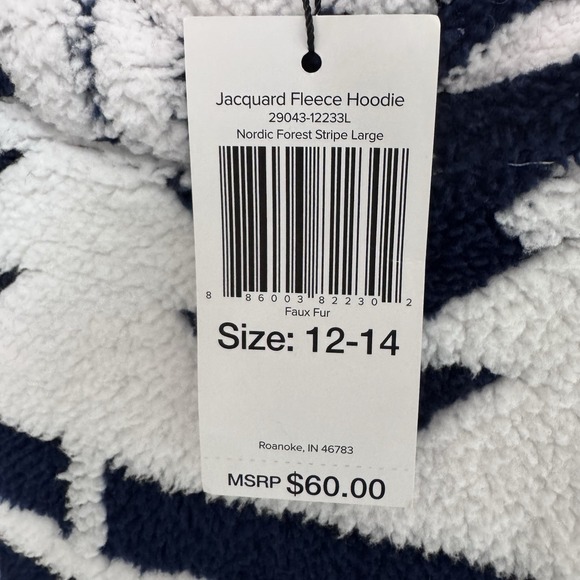 Jacquard Fleece Hoodie
29043-12233L
Nordic Forest Stripe Large
8 86003 82230 2
Faux Fur
Size: 12-14
Roanoke, IN 46783
MSRP $60.00